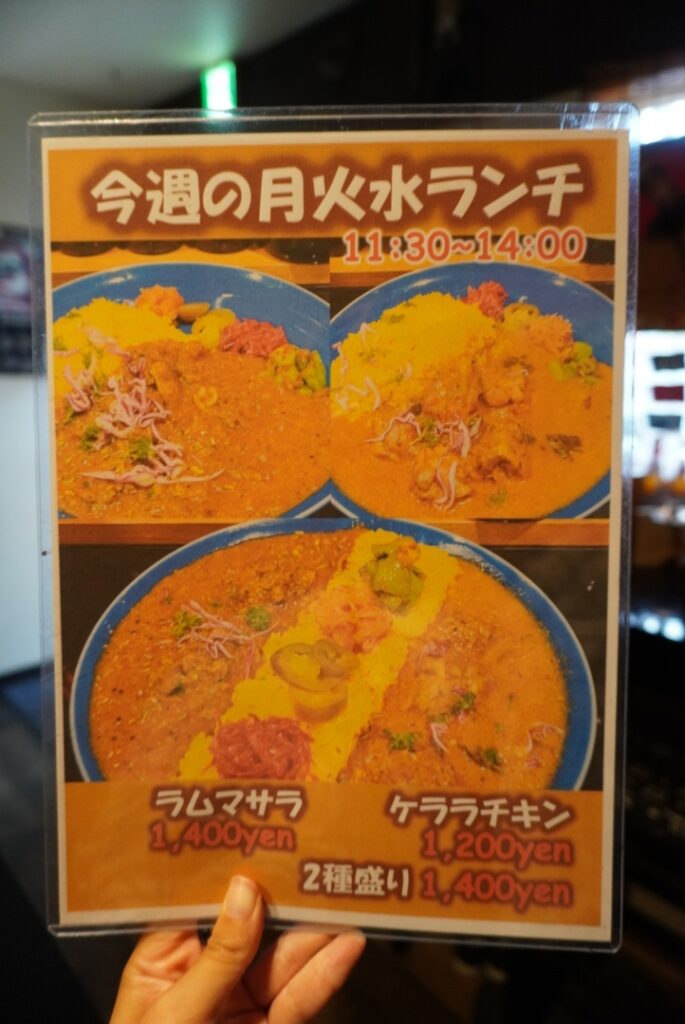 今週の月火水ランチ
11:30~14:00
ラムマサラ
1,400yen
ケララチキン
1,200yen
2種盛り 1,400yen